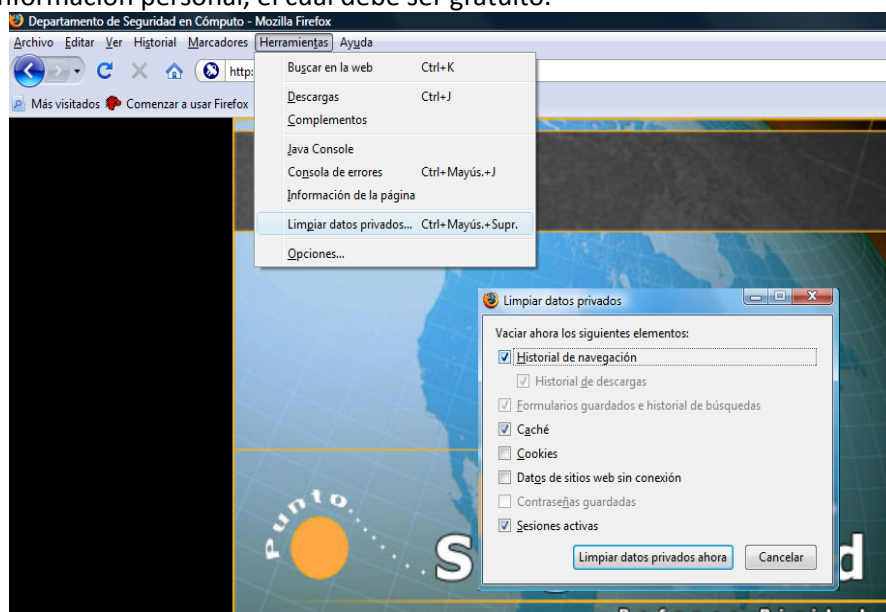 nformación personal, el cual debe ser gratuito.
Departamento de Seguridad en Cómputo - Mozilla Firefox
Archivo Editar Ver Historial Marcadores Herramientas Ayuda
http:
Más visitados Comenzar a usar Firefox
Buscar en la web Ctrl+K
Descargas Ctrl+J
Complementos
Java Console
Consola de errores Ctrl+Mayús.+J
Información de la página
Limpiar datos privados... Ctrl+Mayús.+Supr.
Opciones...
Limpiar datos privados
Vaciar ahora los siguientes elementos:
Historial de navegación
Historial de descargas
Formularios guardados e historial de búsquedas
Caché
Cookies
Datos de sitios web sin conexión
Contraseñas guardadas
Sesiones activas
Limpiar datos privados ahora Cancelar
Punto...
S d